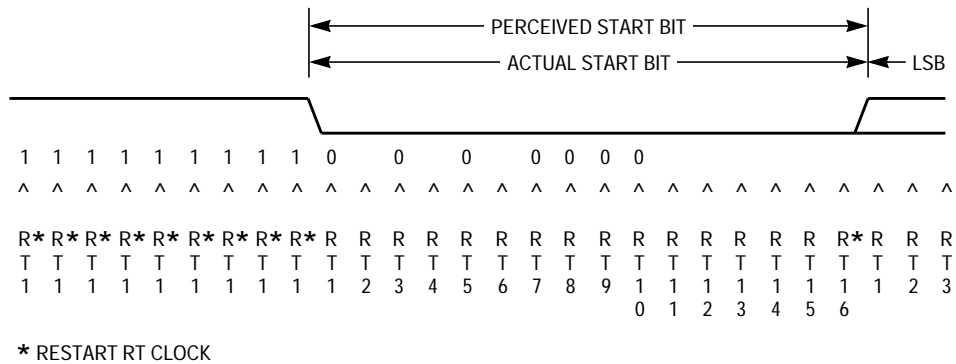 PERCEIVED START BIT
ACTUAL START BIT LSB
1 1 1 1 1 1 1 1 1 0 0 0 0 0 0 0
^ ^ ^ ^ ^ ^ ^ ^ ^ ^ ^ ^ ^ ^ ^ ^ ^ ^ ^ ^ ^ ^ ^ ^ ^ ^ ^ ^
R* R* R* R* R* R* R* R* R* R R R R R R R R R R R R R R R R* R R R
T T T T T T T T T T T T T T T T T T T T T T T T T T T T
1 1 1 1 1 1 1 1 1 1 2 3 4 5 6 7 8 9 1 1 1 1 1 1 1 1 2 3
0 1 2 3 4 5 6
* RESTART RT CLOCK